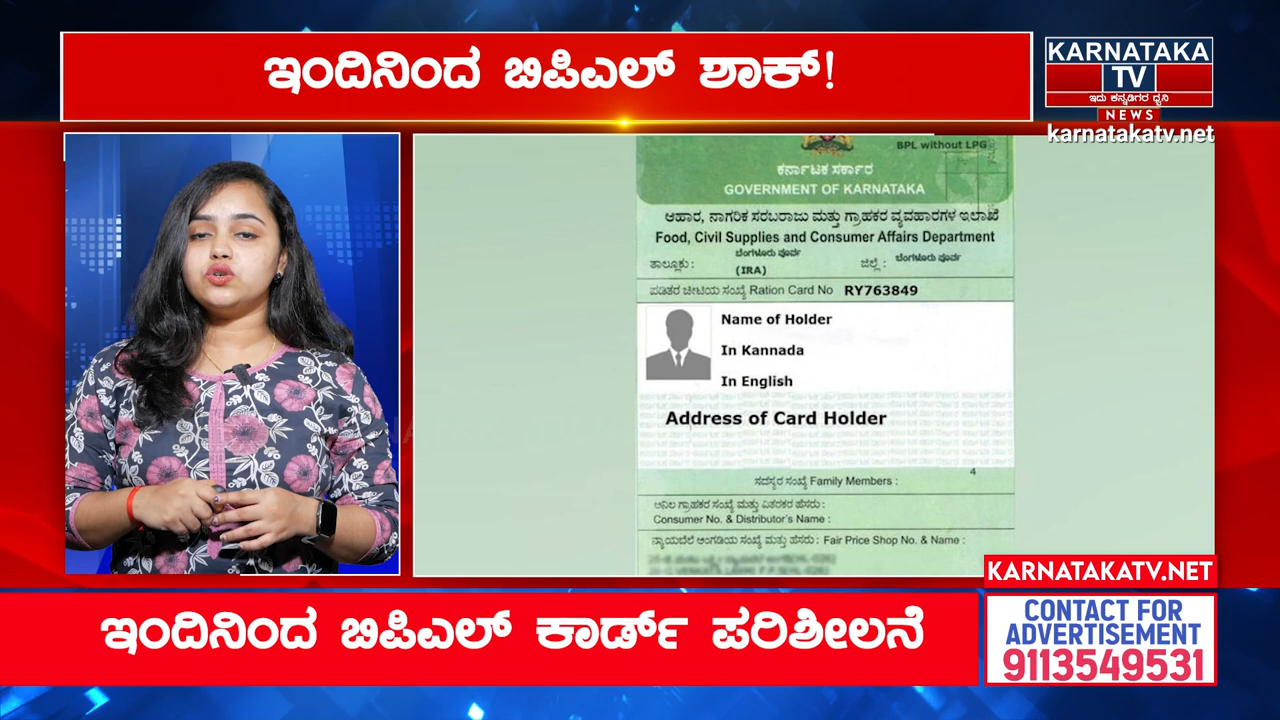 ಇಂದಿನಿಂದ ಬಿಪಿಎಲ್ ಶಾಕ್!
KARNATAKA
TV
ಇದು ಕನ್ನಡಿಗರ ಧ್ವನಿ
NEWS
karnatakatv.net
BPL without LPG
ಕರ್ನಾಟಕ ಸರ್ಕಾರ
GOVERNMENT OF KARNATAKA
ಆಹಾರ, ನಾಗರಿಕ ಸರಬರಾಜು ಮತ್ತು ಗ್ರಾಹಕರ ವ್ಯವಹಾರಗಳ ಇಲಾಖೆ
Food, Civil Supplies and Consumer Affairs Department
ತಾಲ್ಲೂಕು : ಬೆಂಗಳೂರು ಪೂರ್ವ ಜಿಲ್ಲೆ : ಬೆಂಗಳೂರು ಪೂರ್ವ
(IRA)
ಪಡಿತರ ಚೀಟಿಯ ಸಂಖ್ಯೆ Ration Card No RY763849
Name of Holder
In Kannada
In English
Address of Card Holder
4
ಸದಸ್ಯರ ಸಂಖ್ಯೆ Family Members :
ಅನಿಲ ಗ್ರಾಹಕರ ಸಂಖ್ಯೆ ಮತ್ತು ವಿತರಕರ ಹೆಸರು :
Consumer No. & Distributor's Name :
ನ್ಯಾಯಬೆಲೆ ಅಂಗಡಿಯ ಸಂಖ್ಯೆ ಮತ್ತು ಹೆಸರು : Fair Price Shop No. & Name :
KARNATAKATV.NET
ಇಂದಿನಿಂದ ಬಿಪಿಎಲ್ ಕಾರ್ಡ್ ಪರಿಶೀಲನೆ
CONTACT FOR
ADVERTISEMENT
9113549531